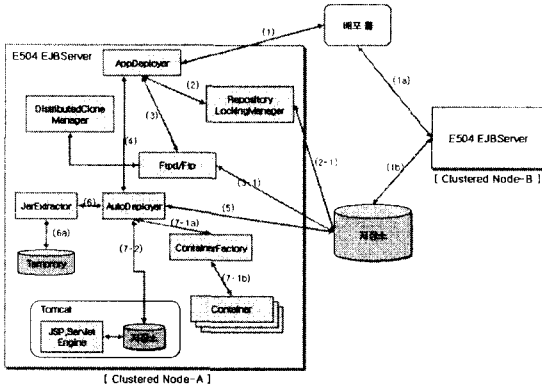 (1)
배포 툴
E504 EJBServer
AppDeployer
(1a)
(2)
DistributedClone
Manager
(3)
Repository
LockingManager
E504 EJBServer
(4)
Ftpd/Ftp
(2-1)
(1b)
[ Clustered Node-B ]
(3-1)
JarExtractor
(6)
AutoDeployer
(5)
저장소
(6a)
(7-1a)
(7-2)
ContainerFactory
Temporary
(7-1b)
Tomcat
Container
JSP,Servlet
Engine
저장소
[ Clustered Node-A ]